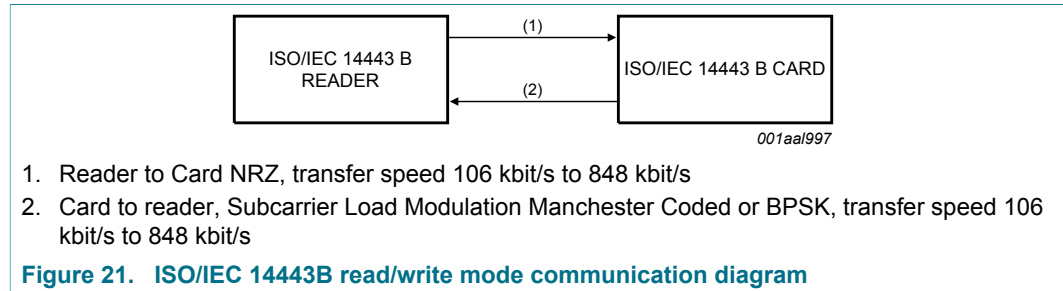 (1)
ISO/IEC 14443 B
READER
ISO/IEC 14443 B CARD
(2)
001aal997
1. Reader to Card NRZ, transfer speed 106 kbit/s to 848 kbit/s
2. Card to reader, Subcarrier Load Modulation Manchester Coded or BPSK, transfer speed 106
kbit/s to 848 kbit/s
Figure 21. ISO/IEC 14443B read/write mode communication diagram